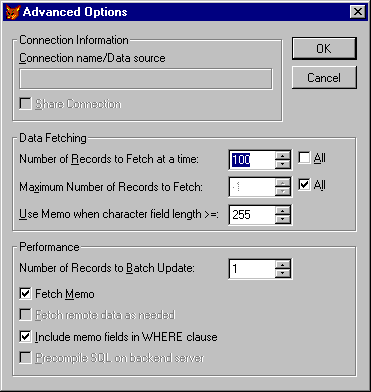 Advanced Options
Connection Information
Connection name/Data source
OK
Cancel
Share Connection
Data Fetching
Number of Records to Fetch at a time: 100 All
Maximum Number of Records to Fetch: -1 All
Use Memo when character field length >=: 255
Performance
Number of Records to Batch Update: 1
Fetch Memo
Fetch remote data as needed
Include memo fields in WHERE clause
Precompile SQL on backend server